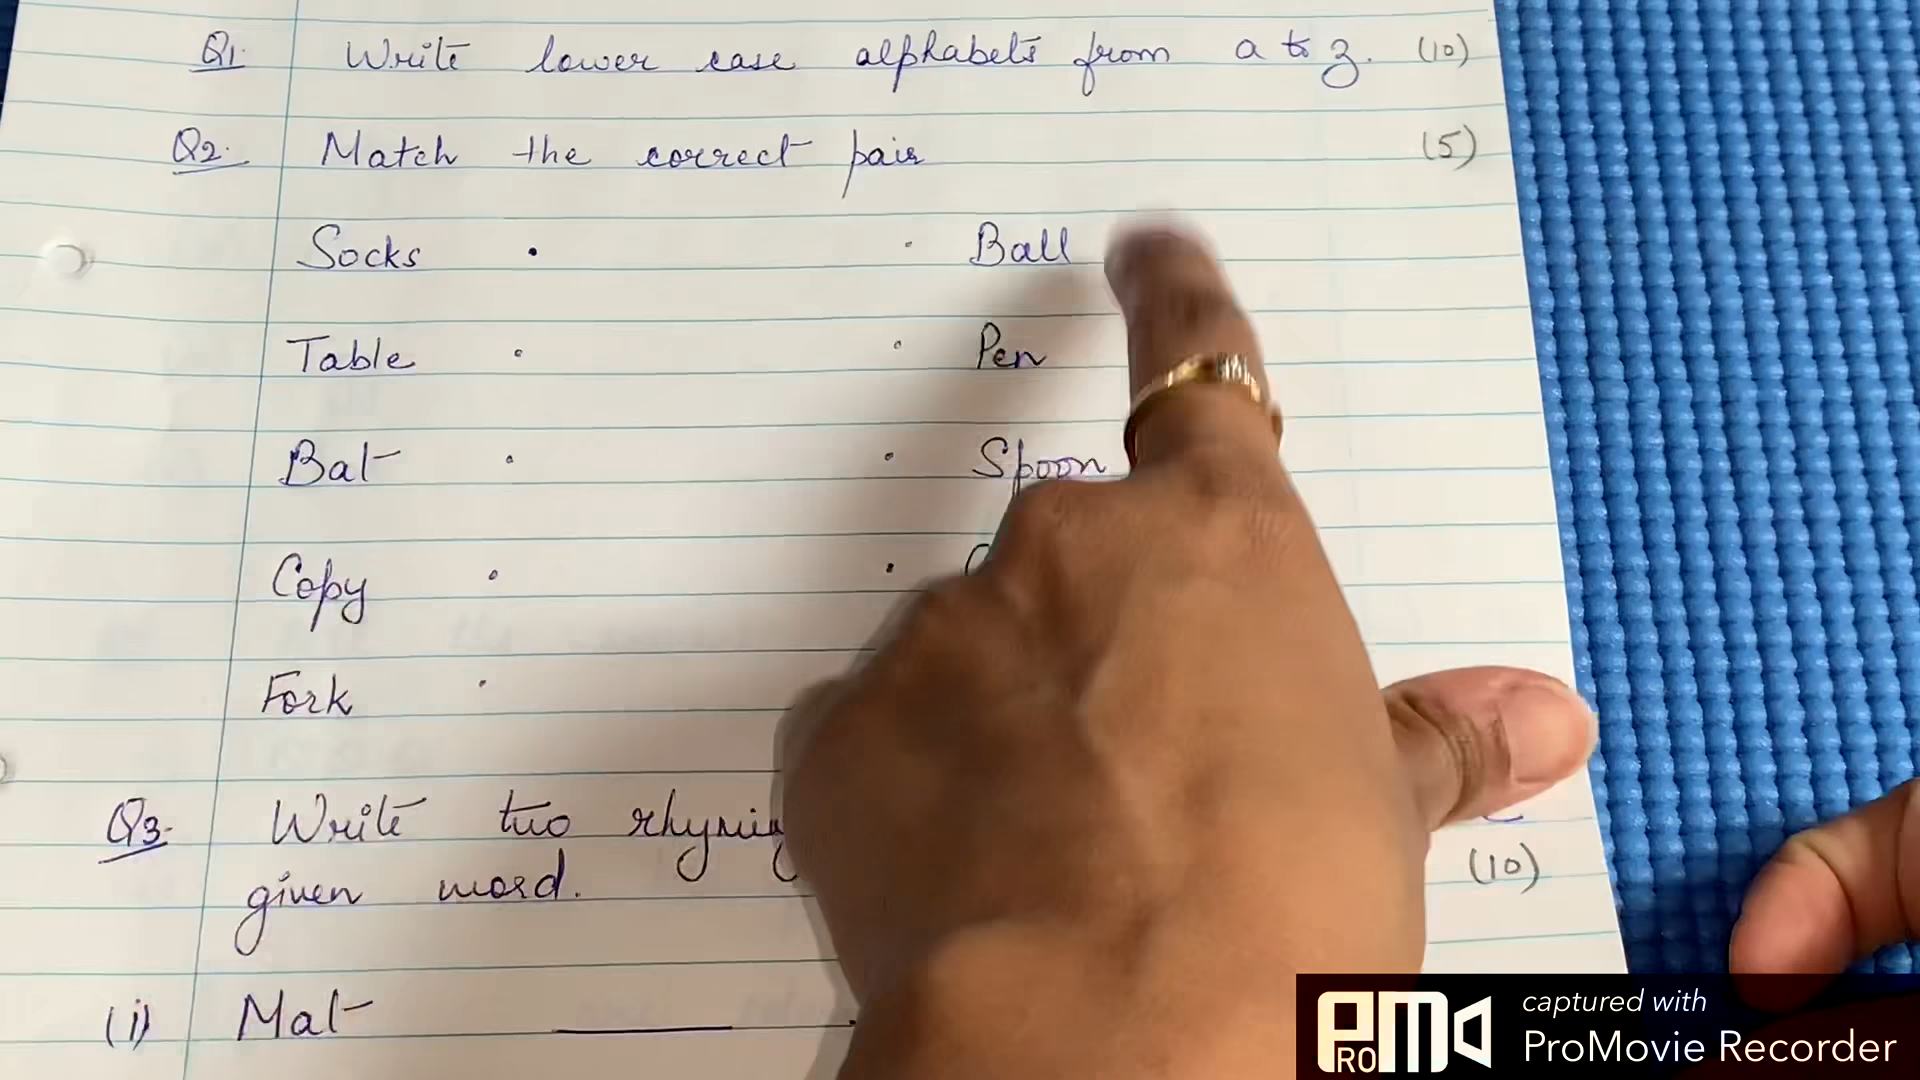 Q1. Write lower case alphabets from a to z. (10)
Q2. Match the correct pair (5)
Socks Ball
Table Pen
Bat Spoon
Copy
Fork
Q3. Write two
given word. (10)
(i) Mat
captured with
PRO M
ProMovie Recorder